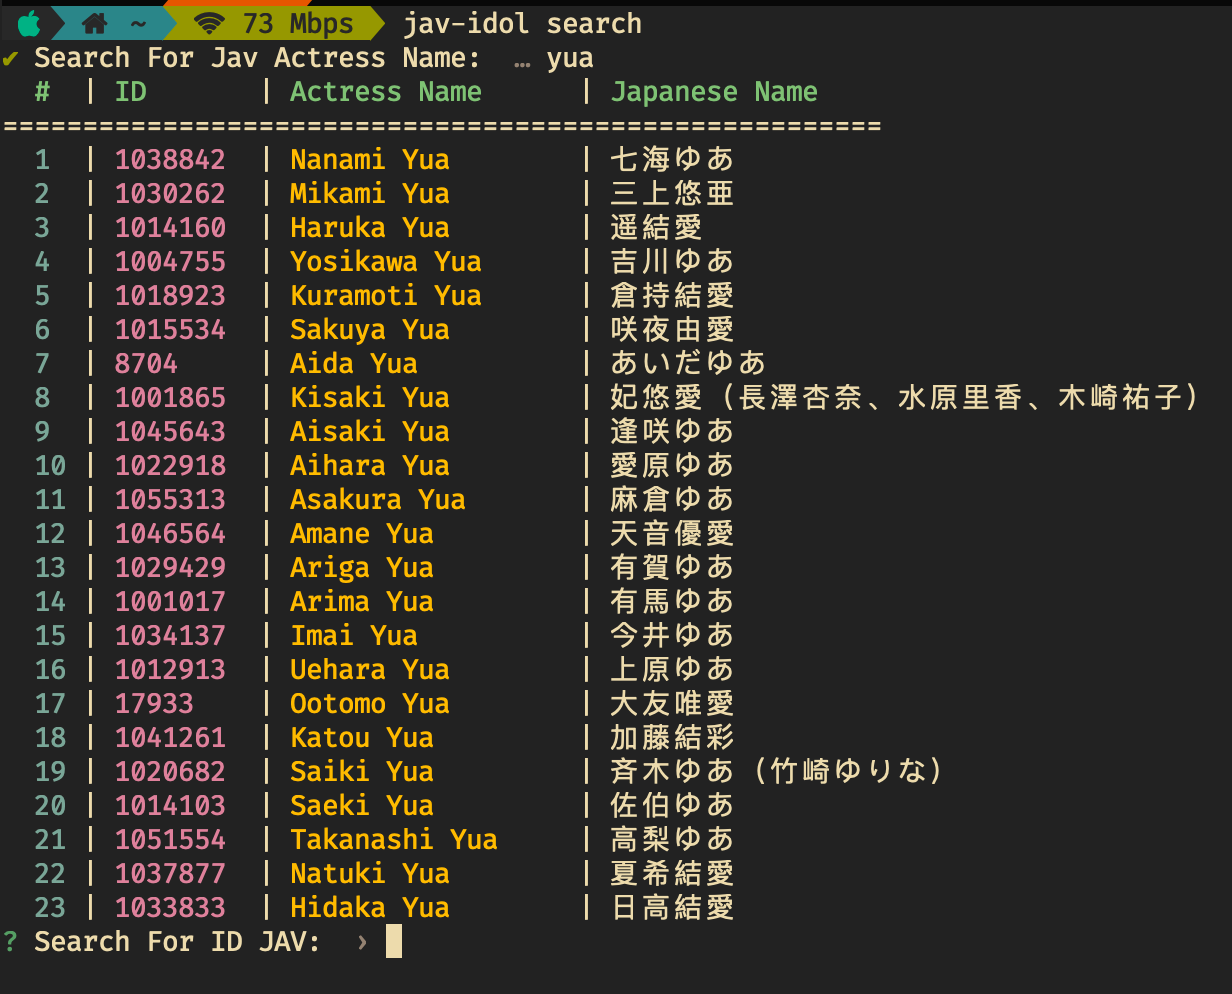 ~ 73 Mbps jav-idol search
✔ Search For Jav Actress Name: … yua
# | ID | Actress Name | Japanese Name
=======================================================
1 | 1038842 | Nanami Yua | 七海ゆあ
2 | 1030262 | Mikami Yua | 三上悠亜
3 | 1014160 | Haruka Yua | 遥結愛
4 | 1004755 | Yosikawa Yua | 吉川ゆあ
5 | 1018923 | Kuramoti Yua | 倉持結愛
6 | 1015534 | Sakuya Yua | 咲夜由愛
7 | 8704 | Aida Yua | あいだゆあ
8 | 1001865 | Kisaki Yua | 妃悠愛（長澤杏奈、水原里香、木崎祐子）
9 | 1045643 | Aisaki Yua | 逢咲ゆあ
10 | 1022918 | Aihara Yua | 愛原ゆあ
11 | 1055313 | Asakura Yua | 麻倉ゆあ
12 | 1046564 | Amane Yua | 天音優愛
13 | 1029429 | Ariga Yua | 有賀ゆあ
14 | 1001017 | Arima Yua | 有馬ゆあ
15 | 1034137 | Imai Yua | 今井ゆあ
16 | 1012913 | Uehara Yua | 上原ゆあ
17 | 17933 | Ootomo Yua | 大友唯愛
18 | 1041261 | Katou Yua | 加藤結彩
19 | 1020682 | Saiki Yua | 斉木ゆあ（竹崎ゆりな）
20 | 1014103 | Saeki Yua | 佐伯ゆあ
21 | 1051554 | Takanashi Yua | 高梨ゆあ
22 | 1037877 | Natuki Yua | 夏希結愛
23 | 1033833 | Hidaka Yua | 日高結愛
? Search For ID JAV: ›